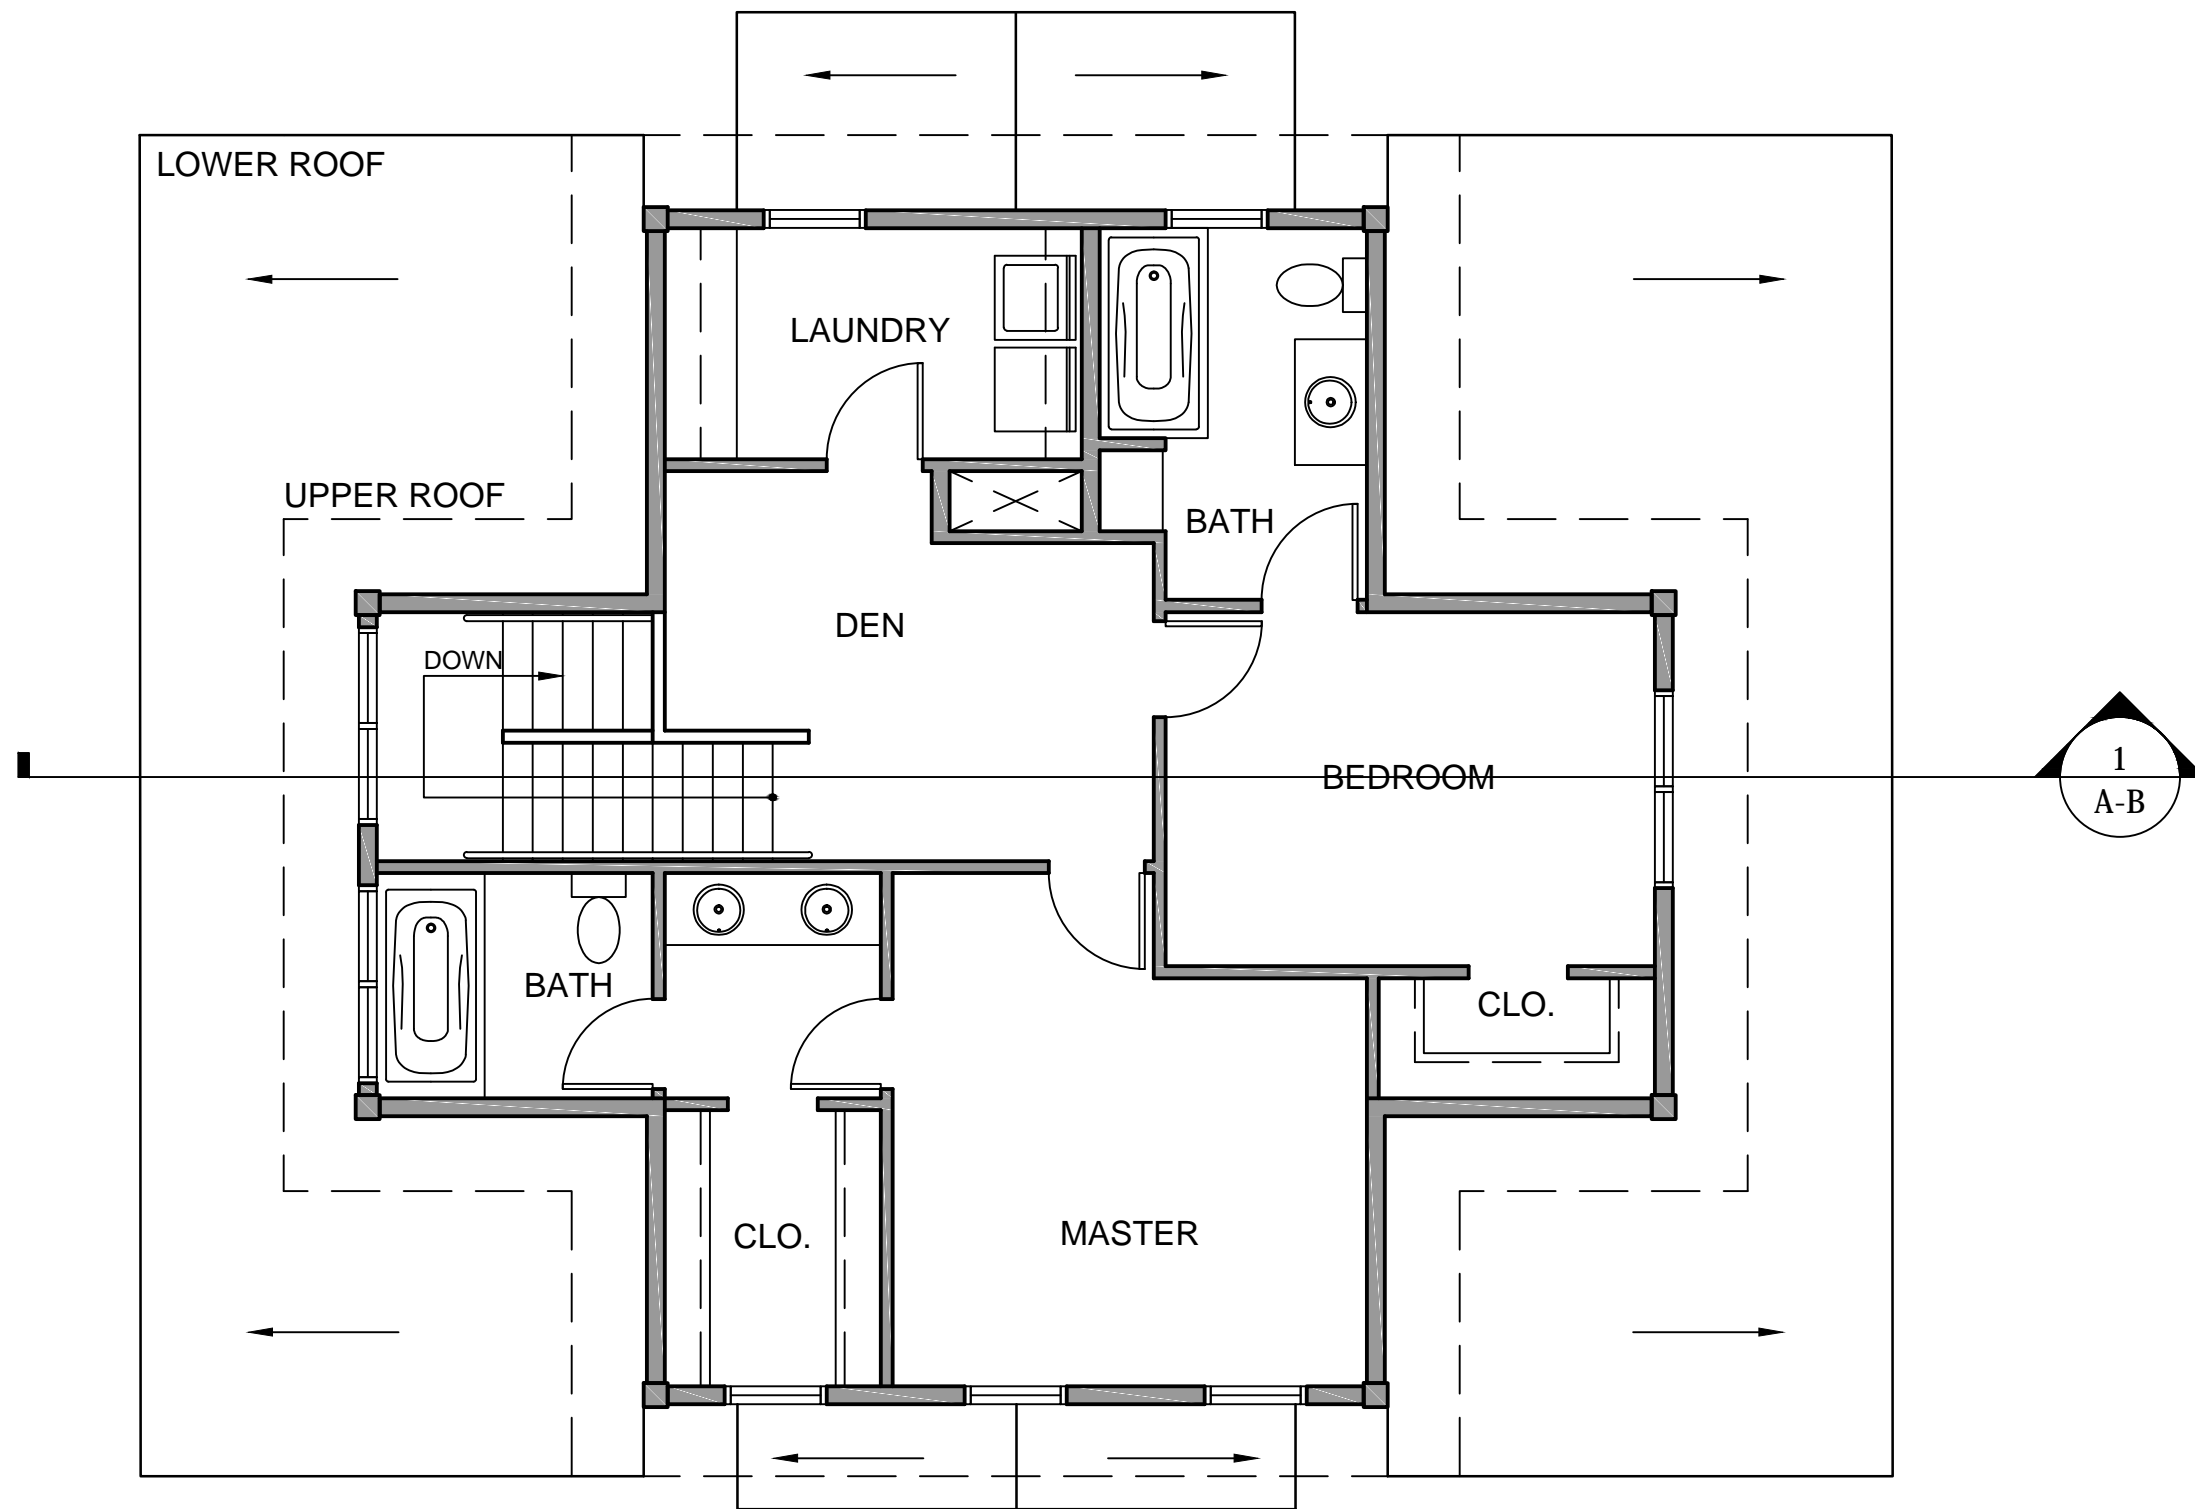 LOWER ROOF
LAUNDRY
UPPER ROOF
BATH
DEN
DOWN
BEDROOM
1
A-B
BATH
CLO.
CLO.
MASTER